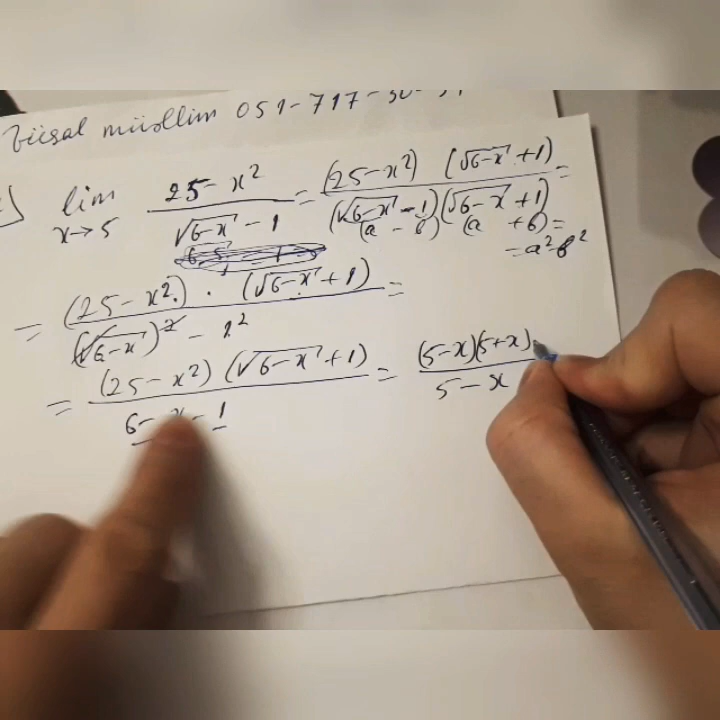 müəllim 051-717-50-
lim x→5 25-x² / √6-x - 1 = (25-x²) (√6-x + 1) / (√6-x - 1)(√6-x + 1) =
(a - b) (a + b) =
= a²-b²
= (25-x²) · (√6-x + 1) / (√6-x)² - 1² =
= (25-x²) (√6-x + 1) / 6-x-1 = (5-x)(5+x) / 5-x